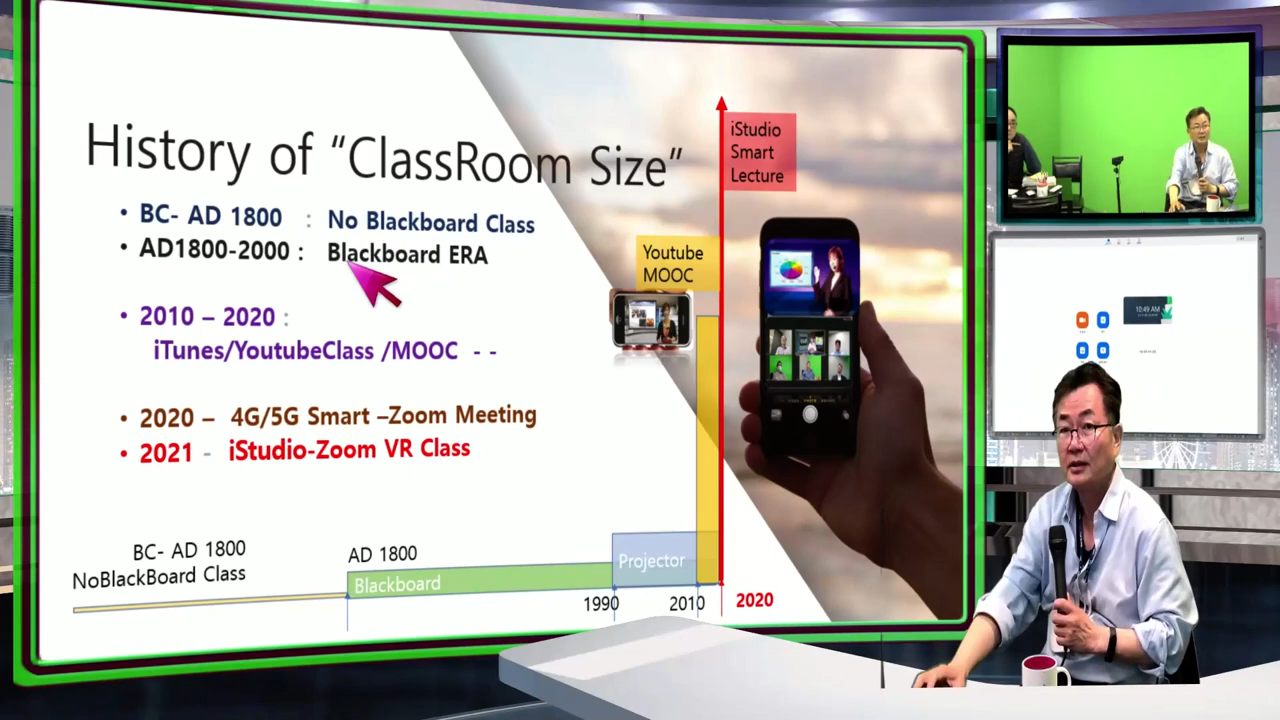 History of “ClassRoom Size”
• BC- AD 1800 : No Blackboard Class
• AD1800-2000 : Blackboard ERA
• 2010 – 2020 :
iTunes/YoutubeClass /MOOC - -
• 2020 – 4G/5G Smart –Zoom Meeting
• 2021 - iStudio-Zoom VR Class
iStudio
Smart
Lecture
Youtube
MOOC
BC- AD 1800
NoBlackBoard Class
AD 1800
Blackboard
Projector
1990
2010
2020
10:49 AM